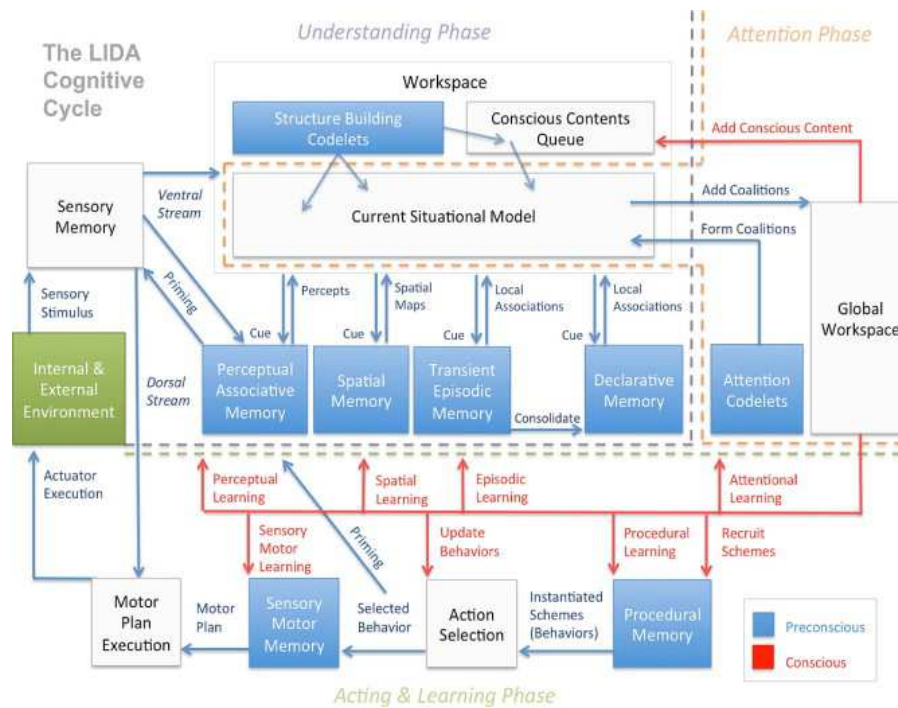 The LIDA
Cognitive
Cycle
Understanding Phase
Attention Phase
Workspace
Structure Building
Codelets
Conscious Contents
Queue
Add Conscious Content
Sensory
Memory
Ventral
Stream
Current Situational Model
Add Coalitions
Form Coalitions
Global
Workspace
Sensory
Stimulus
Priming
Cue
Percepts
Cue
Spatial
Maps
Cue
Local
Associations
Cue
Local
Associations
Internal &
External
Environment
Dorsal
Stream
Perceptual
Associative
Memory
Spatial
Memory
Transient
Episodic
Memory
Consolidate
Declarative
Memory
Attention
Codelets
Actuator
Execution
Perceptual
Learning
Spatial
Learning
Episodic
Learning
Attentional
Learning
Sensory
Motor
Learning
Priming
Update
Behaviors
Procedural
Learning
Recruit
Schemes
Motor
Plan
Execution
Motor
Plan
Sensory
Motor
Memory
Selected
Behavior
Action
Selection
Instantiated
Schemes
(Behaviors)
Procedural
Memory
Preconscious
Conscious
Acting & Learning Phase